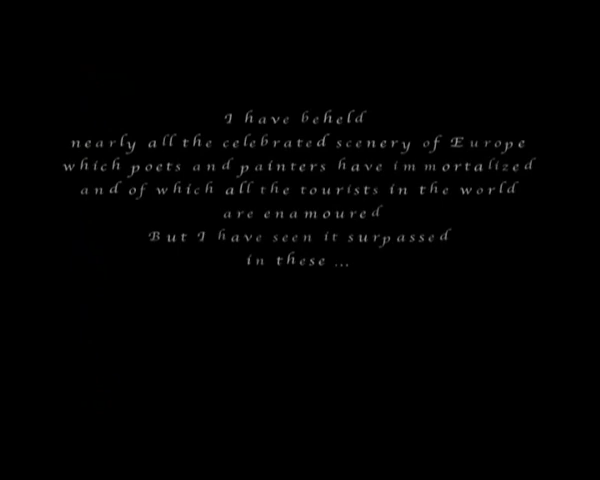 I have beheld
nearly all the celebrated scenery of Europe
which poets and painters have immortalized
and of which all the tourists in the world
are enamoured
But I have seen it surpassed
in these ...